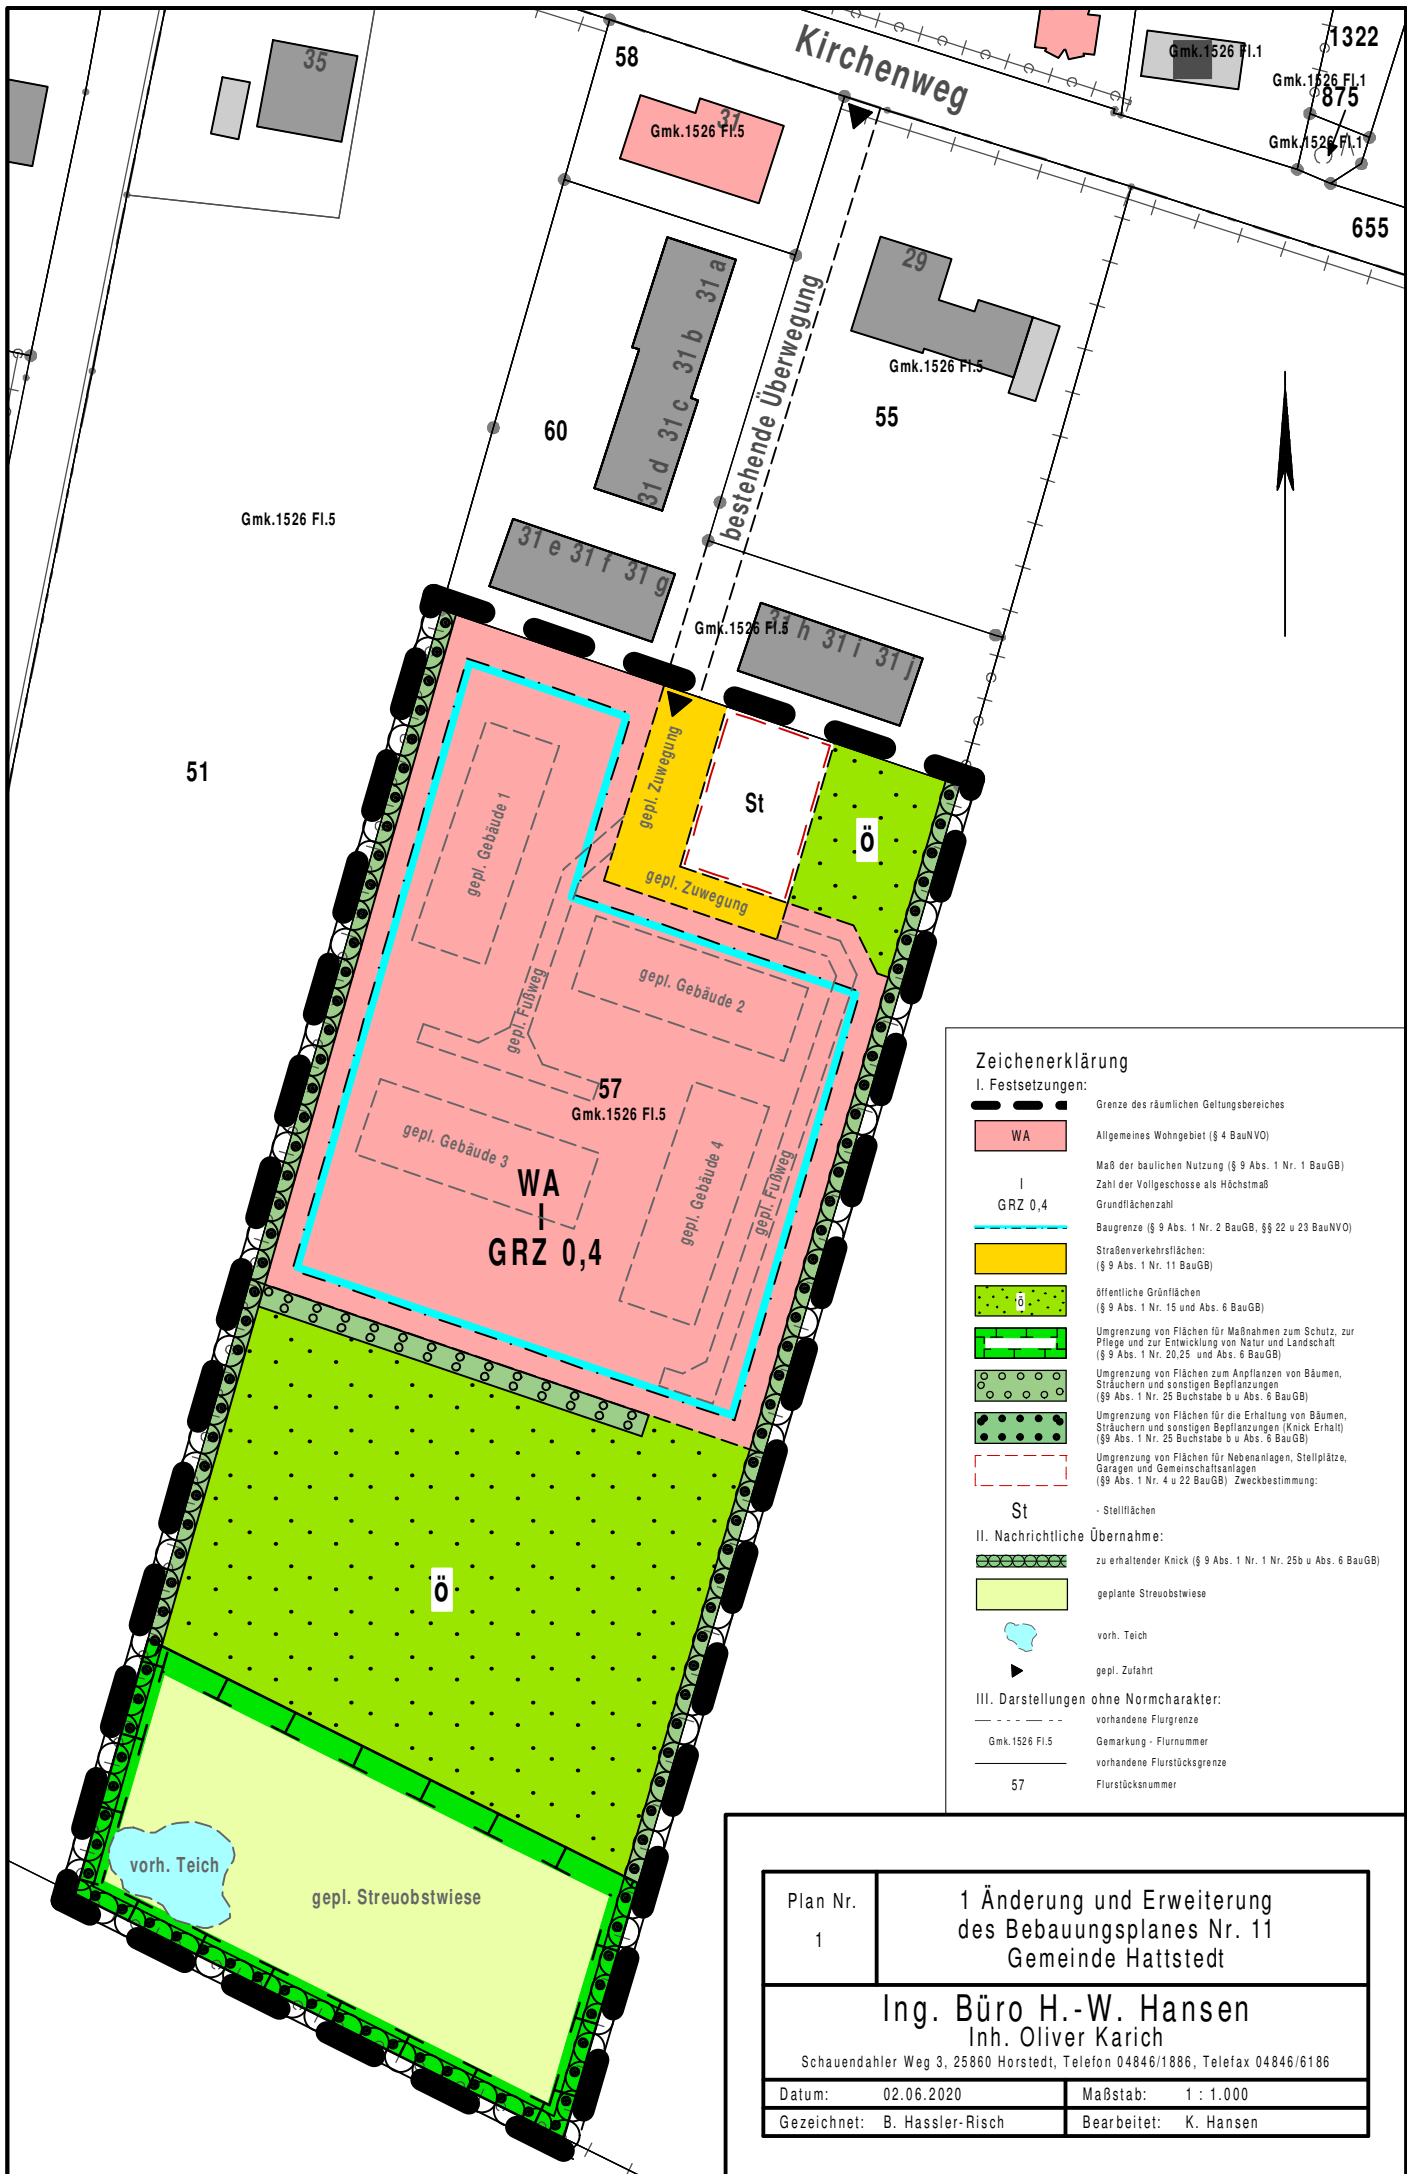 Kirchenweg
1322
Gmk.1526 Fl.1
Gmk.1526 Fl.1
875
Gmk.1526 Fl.1
655
35
58
31
Gmk.1526 Fl.5
29
Gmk.1526 Fl.5
55
31 a
31 b
31 c
31 d
60
bestehende Überwegung
Gmk.1526 Fl.5
31 e 31 f 31 g
Gmk.1526 Fl.5
31 h 31 i 31 j
51
gepl. Zuwegung
St
Ö
gepl. Gebäude 1
gepl. Zuwegung
gepl. Gebäude 2
gepl. Fußweg
57
Gmk.1526 Fl.5
gepl. Gebäude 3
gepl. Gebäude 4
gepl. Fußweg
WA
I
GRZ 0,4
Ö
vorh. Teich
gepl. Streuobstwiese
Zeichenerklärung
I. Festsetzungen:
Grenze des räumlichen Geltungsbereiches
WA Allgemeines Wohngebiet (§ 4 BauNVO)
Maß der baulichen Nutzung (§ 9 Abs. 1 Nr. 1 BauGB)
I Zahl der Vollgeschosse als Höchstmaß
GRZ 0,4 Grundflächenzahl
Baugrenze (§ 9 Abs. 1 Nr. 2 BauGB, §§ 22 u 23 BauNVO)
Straßenverkehrsflächen:
(§ 9 Abs. 1 Nr. 11 BauGB)
öffentliche Grünflächen
Ö (§ 9 Abs. 1 Nr. 15 und Abs. 6 BauGB)
Umgrenzung von Flächen für Maßnahmen zum Schutz, zur
Pflege und zur Entwicklung von Natur und Landschaft
(§ 9 Abs. 1 Nr. 20,25 und Abs. 6 BauGB)
Umgrenzung von Flächen zum Anpflanzen von Bäumen,
Sträuchern und sonstigen Bepflanzungen
(§9 Abs. 1 Nr. 25 Buchstabe b u Abs. 6 BauGB)
Umgrenzung von Flächen für die Erhaltung von Bäumen,
Sträuchern und sonstigen Bepflanzungen (Knick Erhalt)
(§9 Abs. 1 Nr. 25 Buchstabe b u Abs. 6 BauGB)
Umgrenzung von Flächen für Nebenanlagen, Stellplätze,
Garagen und Gemeinschaftsanlagen
(§9 Abs. 1 Nr. 4 u 22 BauGB) Zweckbestimmung:
St - Stellflächen
II. Nachrichtliche Übernahme:
zu erhaltender Knick (§ 9 Abs. 1 Nr. 1 Nr. 25b u Abs. 6 BauGB)
geplante Streuobstwiese
vorh. Teich
gepl. Zufahrt
III. Darstellungen ohne Normcharakter:
vorhandene Flurgrenze
Gmk.1526 Fl.5 Gemarkung - Flurnummer
vorhandene Flurstücksgrenze
57 Flurstücksnummer
Plan Nr.
1
1 Änderung und Erweiterung
des Bebauungsplanes Nr. 11
Gemeinde Hattstedt
Ing. Büro H.-W. Hansen
Inh. Oliver Karich
Schauendahler Weg 3, 25860 Horstedt, Telefon 04846/1886, Telefax 04846/6186
Datum: 02.06.2020 Maßstab: 1 : 1.000
Gezeichnet: B. Hassler-Risch Bearbeitet: K. Hansen